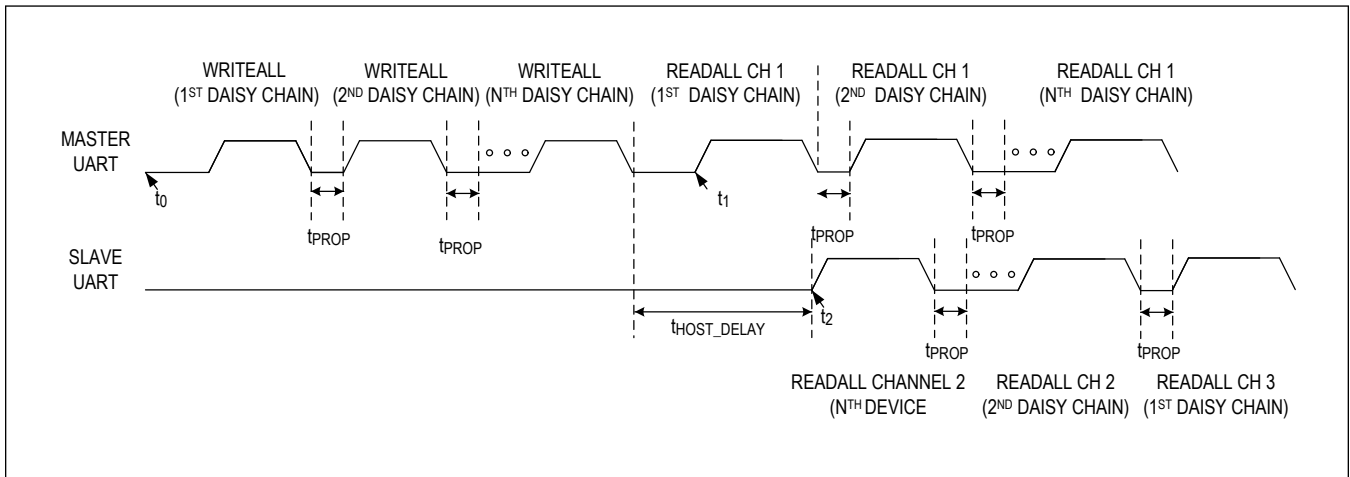 WRITEALL
(1ST DAISY CHAIN)
WRITEALL
(2ND DAISY CHAIN)
WRITEALL
(NTH DAISY CHAIN)
READALL CH 1
(1ST DAISY CHAIN)
READALL CH 1
(2ND DAISY CHAIN)
READALL CH 1
(NTH DAISY CHAIN)
MASTER
UART
t0
t1
tPROP
tPROP
tPROP
tPROP
SLAVE
UART
t2
tHOST_DELAY
tPROP
tPROP
READALL CHANNEL 2
(NTH DEVICE
READALL CH 2
(2ND DAISY CHAIN)
READALL CH 3
(1ST DAISY CHAIN)